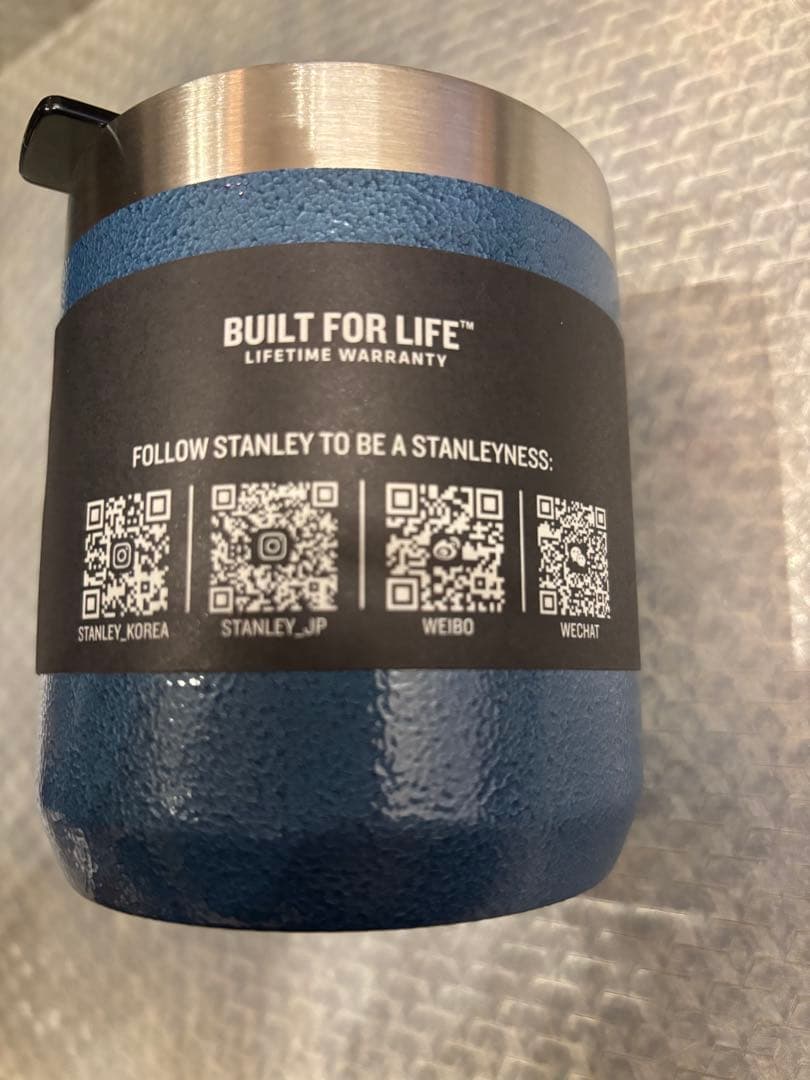 BUILT FOR LIFE™
LIFETIME WARRANTY
FOLLOW STANLEY TO BE A STANLEYNESS:
STANLEY_KOREA
STANLEY_JP
WEIBO
WECHAT